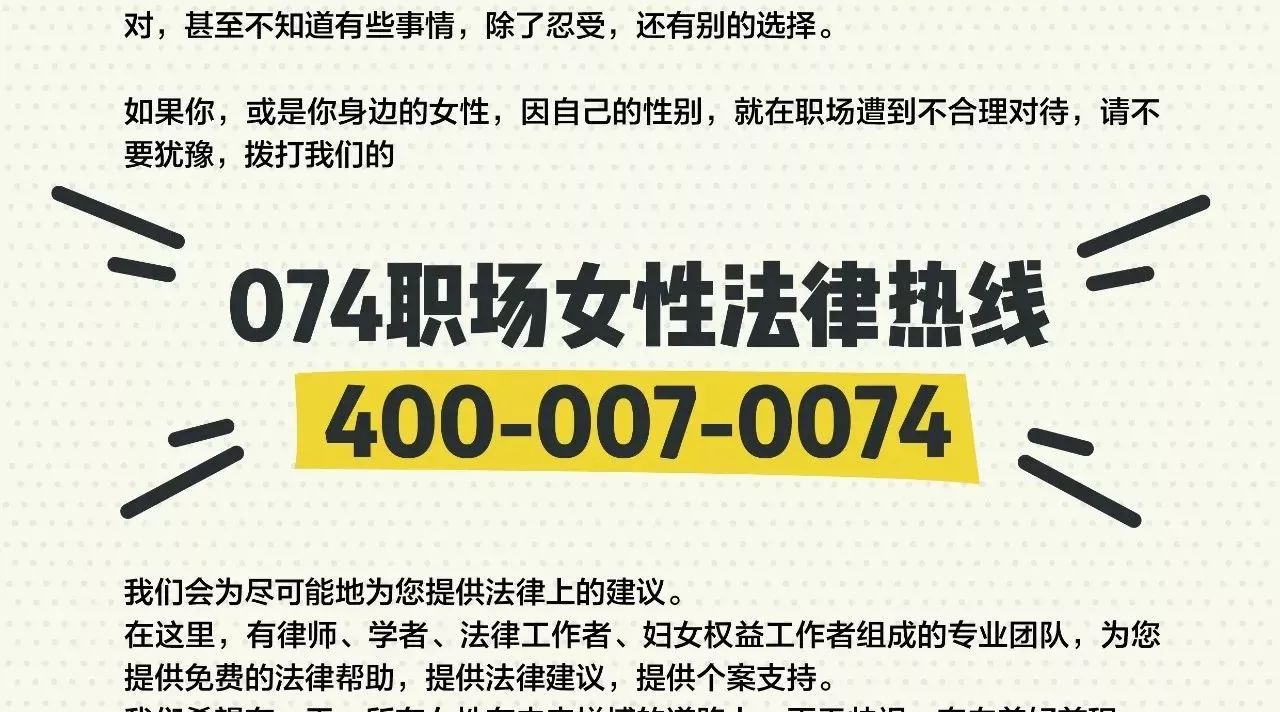 对，甚至不知道有些事情，除了忍受，还有别的选择。
如果你，或是你身边的女性，因自己的性别，就在职场遭到不合理对待，请不
要犹豫，拨打我们的
074职场女性法律热线
400-007-0074
我们会为尽可能地为您提供法律上的建议。
在这里，有律师、学者、法律工作者、妇女权益工作者组成的专业团队，为您
提供免费的法律帮助，提供法律建议，提供个案支持。